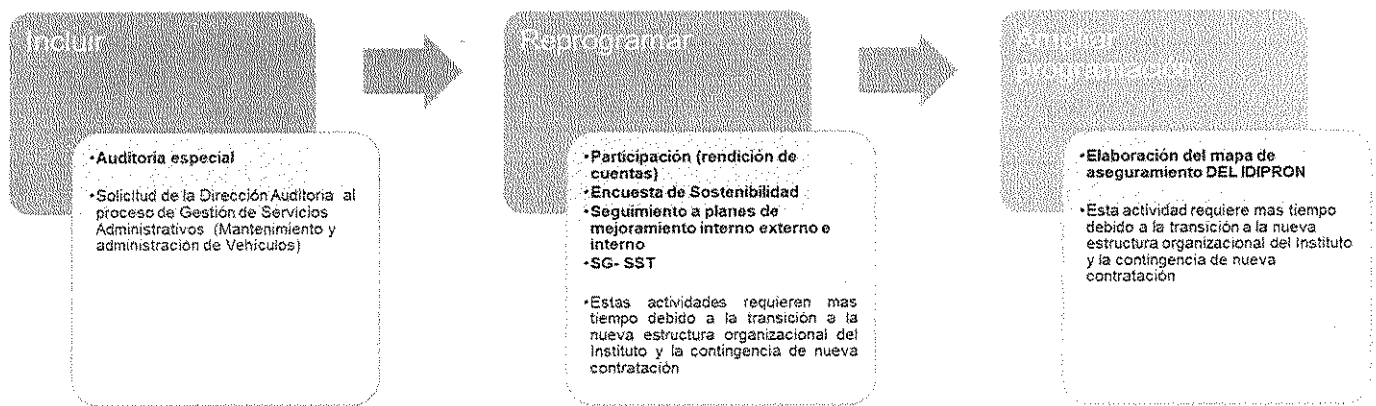 Incluir
•Auditoria especial
•Solicitud de la Dirección Auditoria al
proceso de Gestión de Servicios
Administrativos (Mantenimiento y
administración de Vehículos)
Reprogramar
•Participación (rendición de
cuentas)
•Encuesta de Sostenibilidad
•Seguimiento a planes de
mejoramiento interno externo e
interno
•SG- SST
•Estas actividades requieren mas
tiempo debido a la transición a la
nueva estructura organizacional del
Instituto y la contingencia de nueva
contratación
Ampliar
programación
•Elaboración del mapa de
aseguramiento DEL IDIPRON
•Esta actividad requiere mas tiempo
debido a la transición a la nueva
estructura organizacional del Instituto
y la contingencia de nueva
contratación